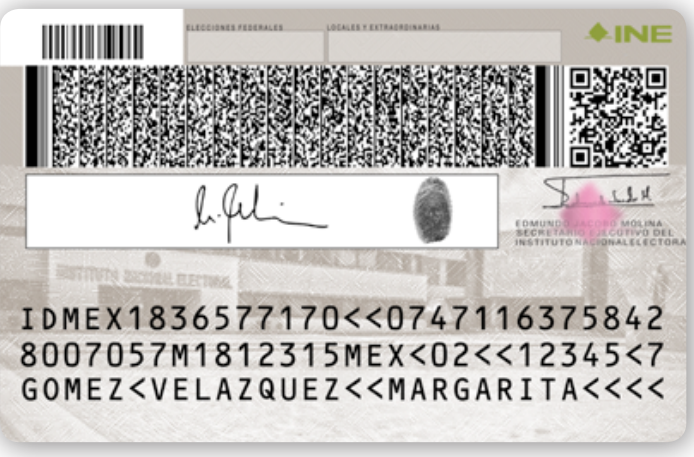 ELECCIONES FEDERALES
LOCALES Y EXTRAORDINARIAS
INE
EDMUNDO JACOBO MOLINA
SECRETARIO EJECUTIVO DEL
INSTITUTO NACIONAL ELECTORA
INSTITUTO NACIONAL ELECTORAL
IDMEX1836577170<<0747116375842
8007057M1812315MEX<02<<12345<7
GOMEZ<VELAZQUEZ<<MARGARITA<<<<